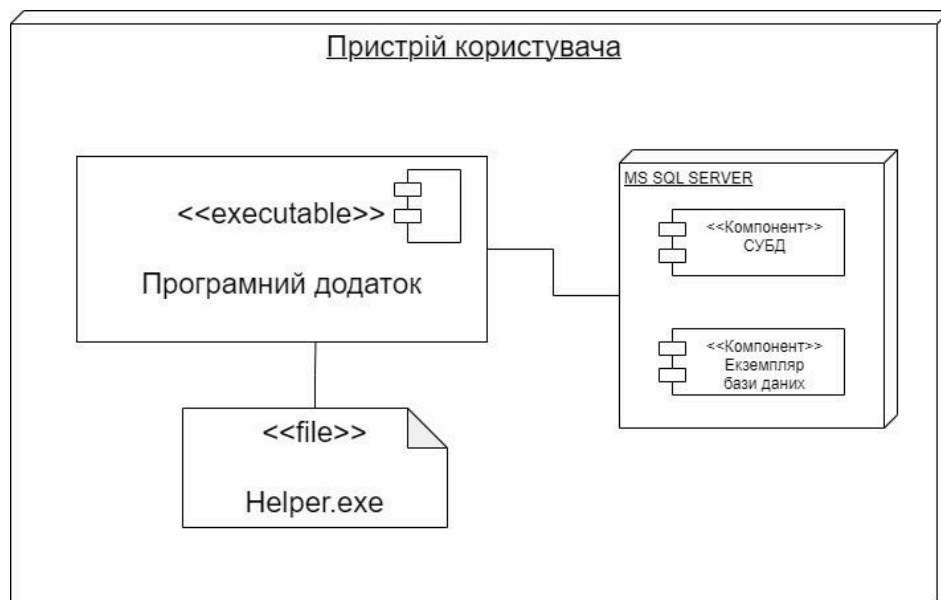 Пристрій користувача
<<executable>>
Програмний додаток
<<file>>
Helper.exe
MS SQL SERVER
<<Компонент>>
СУБД
<<Компонент>>
Екземпляр
бази даних